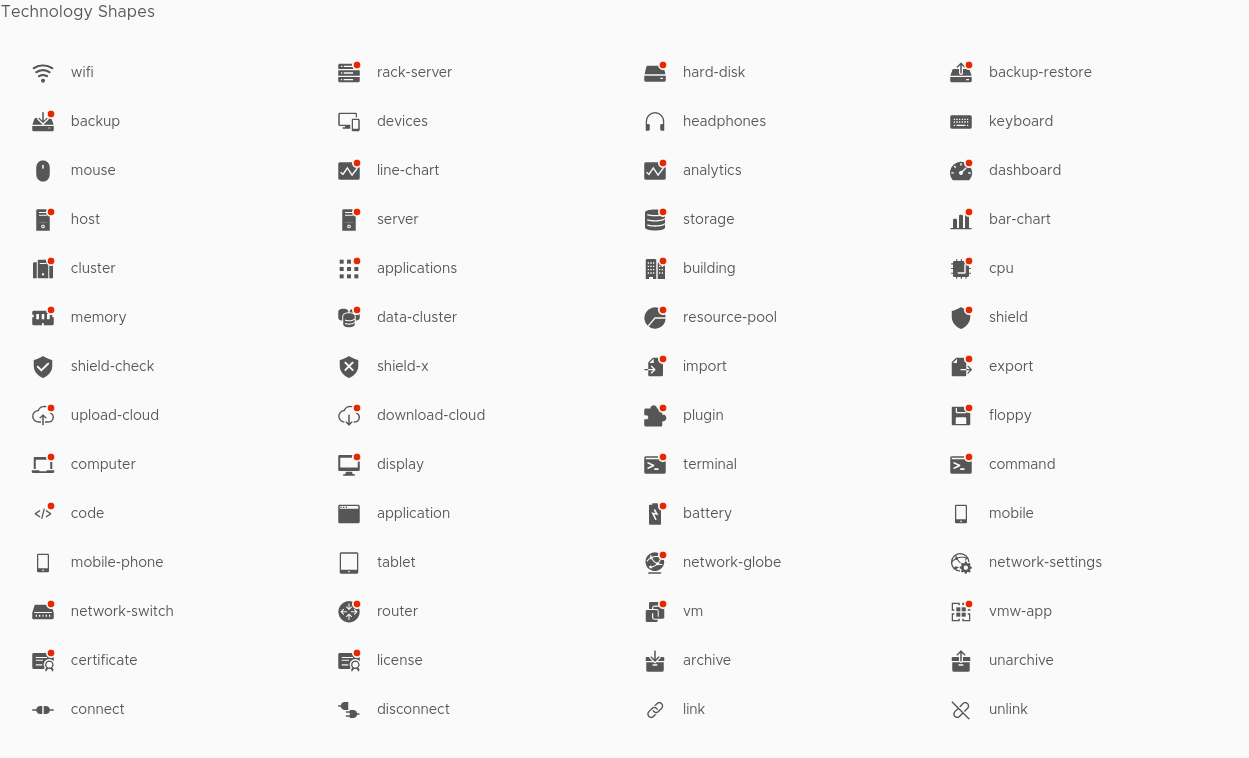 Technology Shapes
wifi rack-server hard-disk backup-restore
backup devices headphones keyboard
mouse line-chart analytics dashboard
host server storage bar-chart
cluster applications building cpu
memory data-cluster resource-pool shield
shield-check shield-x import export
upload-cloud download-cloud plugin floppy
computer display terminal command
code application battery mobile
mobile-phone tablet network-globe network-settings
network-switch router vm vmw-app
certificate license archive unarchive
connect disconnect link unlink